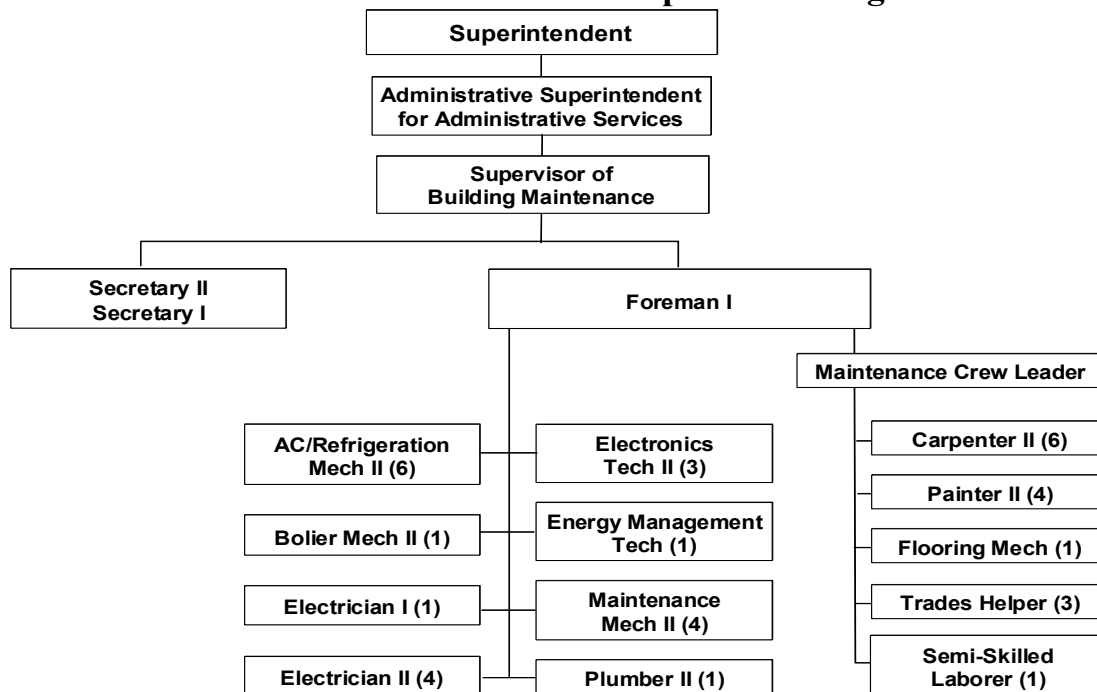 Superintendent
Administrative Superintendent
for Administrative Services
Supervisor of
Building Maintenance
Secretary II
Secretary I
Foreman I
Maintenance Crew Leader
AC/Refrigeration
Mech II (6)
Electronics
Tech II (3)
Carpenter II (6)
Painter II (4)
Bolier Mech II (1)
Energy Management
Tech (1)
Flooring Mech (1)
Electrician I (1)
Maintenance
Mech II (4)
Trades Helper (3)
Electrician II (4)
Plumber II (1)
Semi-Skilled
Laborer (1)